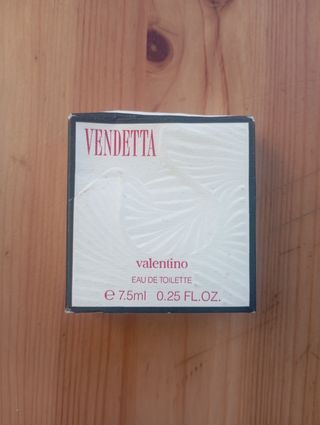 VENDETTA
valentino
EAU DE TOILETTE
℮ 7.5ml 0.25 FL.OZ.